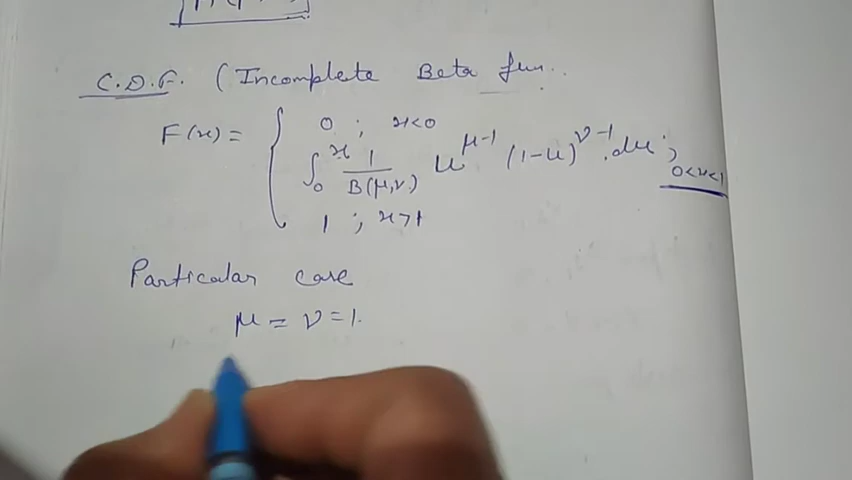 C.D.F. (Incomplete Beta fun..
F(x) = { 0 ; x<0
∫₀ˣ 1/B(μ,ν) u^(μ-1) (1-u)^(ν-1) .du ; 0<x<1
1 ; x>1
Particular case
μ = ν = 1.